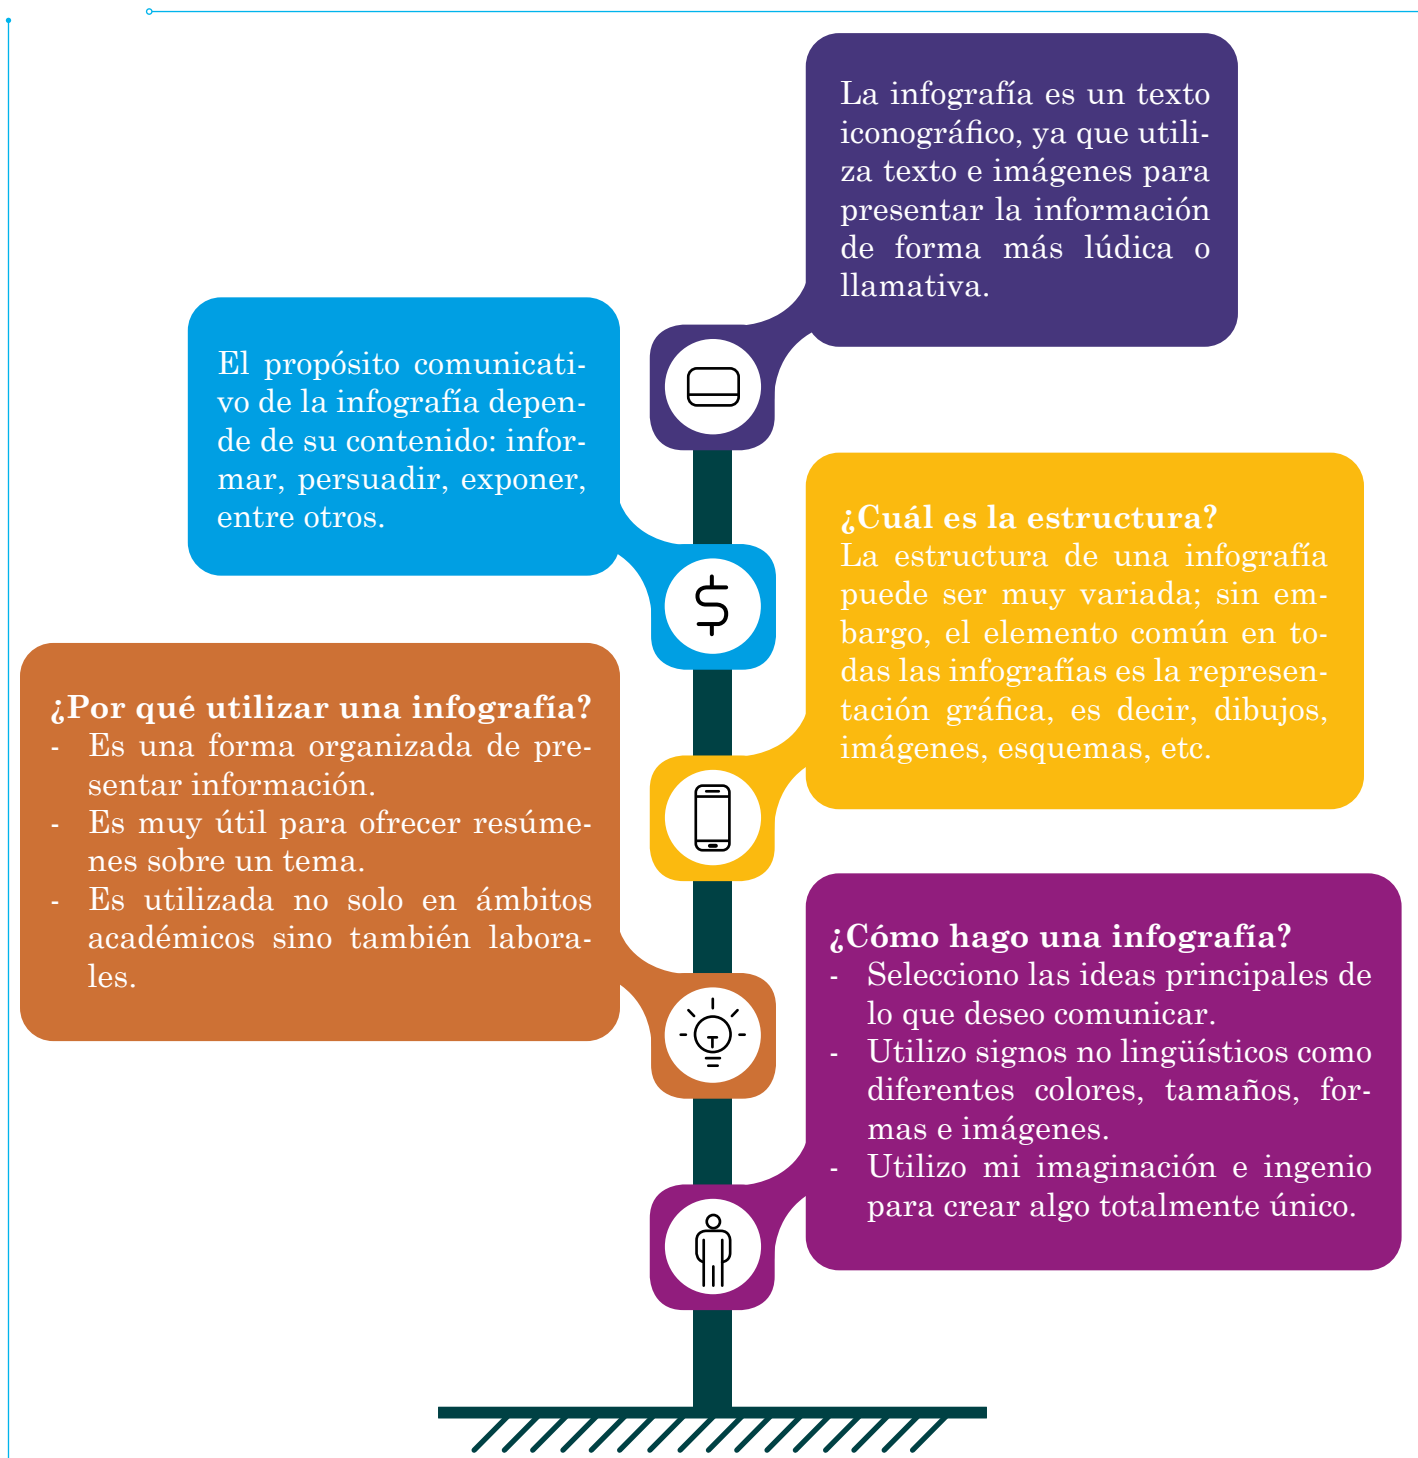 La infografía es un texto
iconográfico, ya que utili-
za texto e imágenes para
presentar la información
de forma más lúdica o
llamativa.
El propósito comunicati-
vo de la infografía depen-
de de su contenido: infor-
mar, persuadir, exponer,
entre otros.
¿Cuál es la estructura?
La estructura de una infografía
puede ser muy variada; sin em-
bargo, el elemento común en to-
das las infografías es la represen-
tación gráfica, es decir, dibujos,
imágenes, esquemas, etc.
¿Por qué utilizar una infografía?
- Es una forma organizada de pre-
sentar información.
- Es muy útil para ofrecer resúme-
nes sobre un tema.
- Es utilizada no solo en ámbitos
académicos sino también labora-
les.
¿Cómo hago una infografía?
- Selecciono las ideas principales de
lo que deseo comunicar.
- Utilizo signos no lingüísticos como
diferentes colores, tamaños, for-
mas e imágenes.
- Utilizo mi imaginación e ingenio
para crear algo totalmente único.